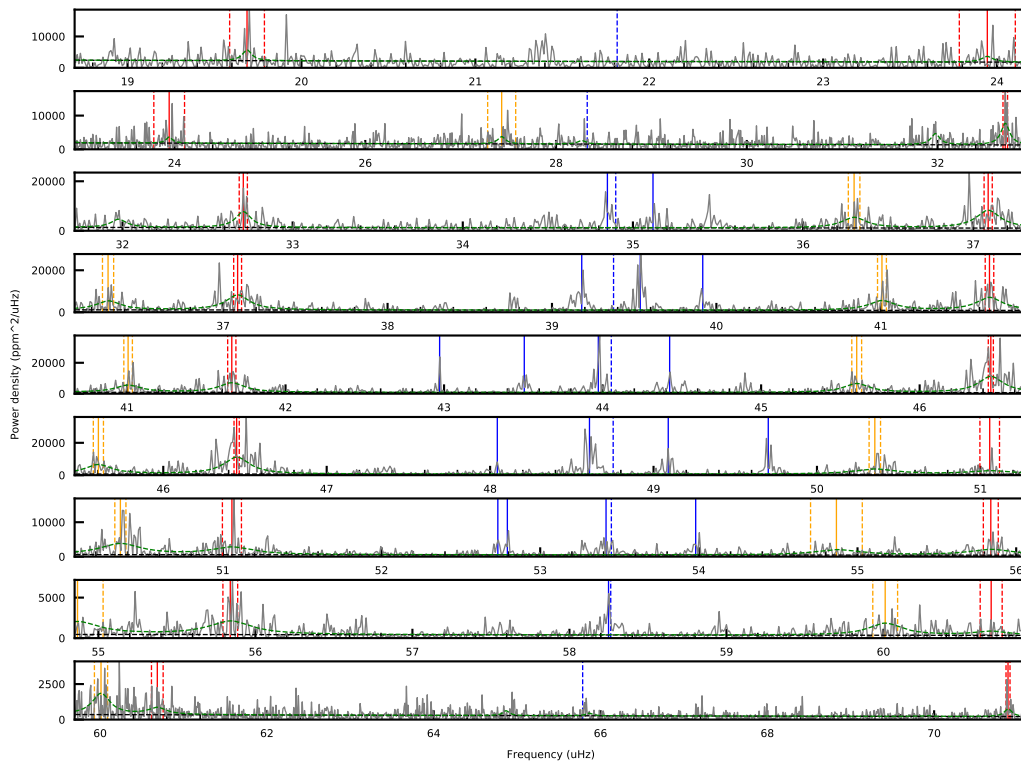 10000
0
19 20 21 22 23 24
10000
0
24 26 28 30 32
20000
0
32 33 34 35 36 37
20000
0
37 38 39 40 41
20000
0
41 42 43 44 45 46
Power density (ppm^2/uHz)
20000
0
46 47 48 49 50 51
10000
0
51 52 53 54 55 56
5000
0
55 56 57 58 59 60
2500
0
60 62 64 66 68 70
Frequency (uHz)